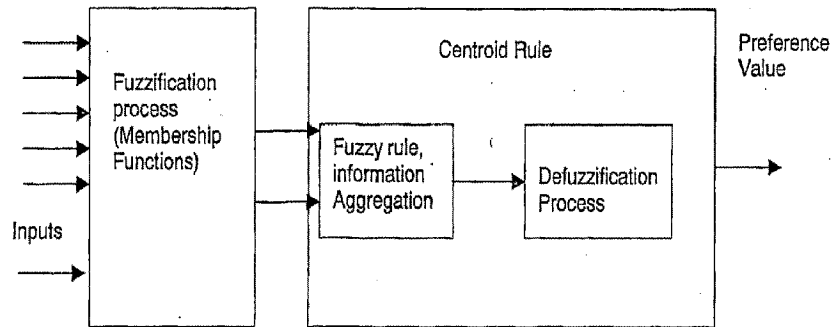 Inputs
Fuzzification
process
(Membership
Functions)
Centroid Rule
Fuzzy rule,
information
Aggregation
Defuzzification
Process
Preference
Value